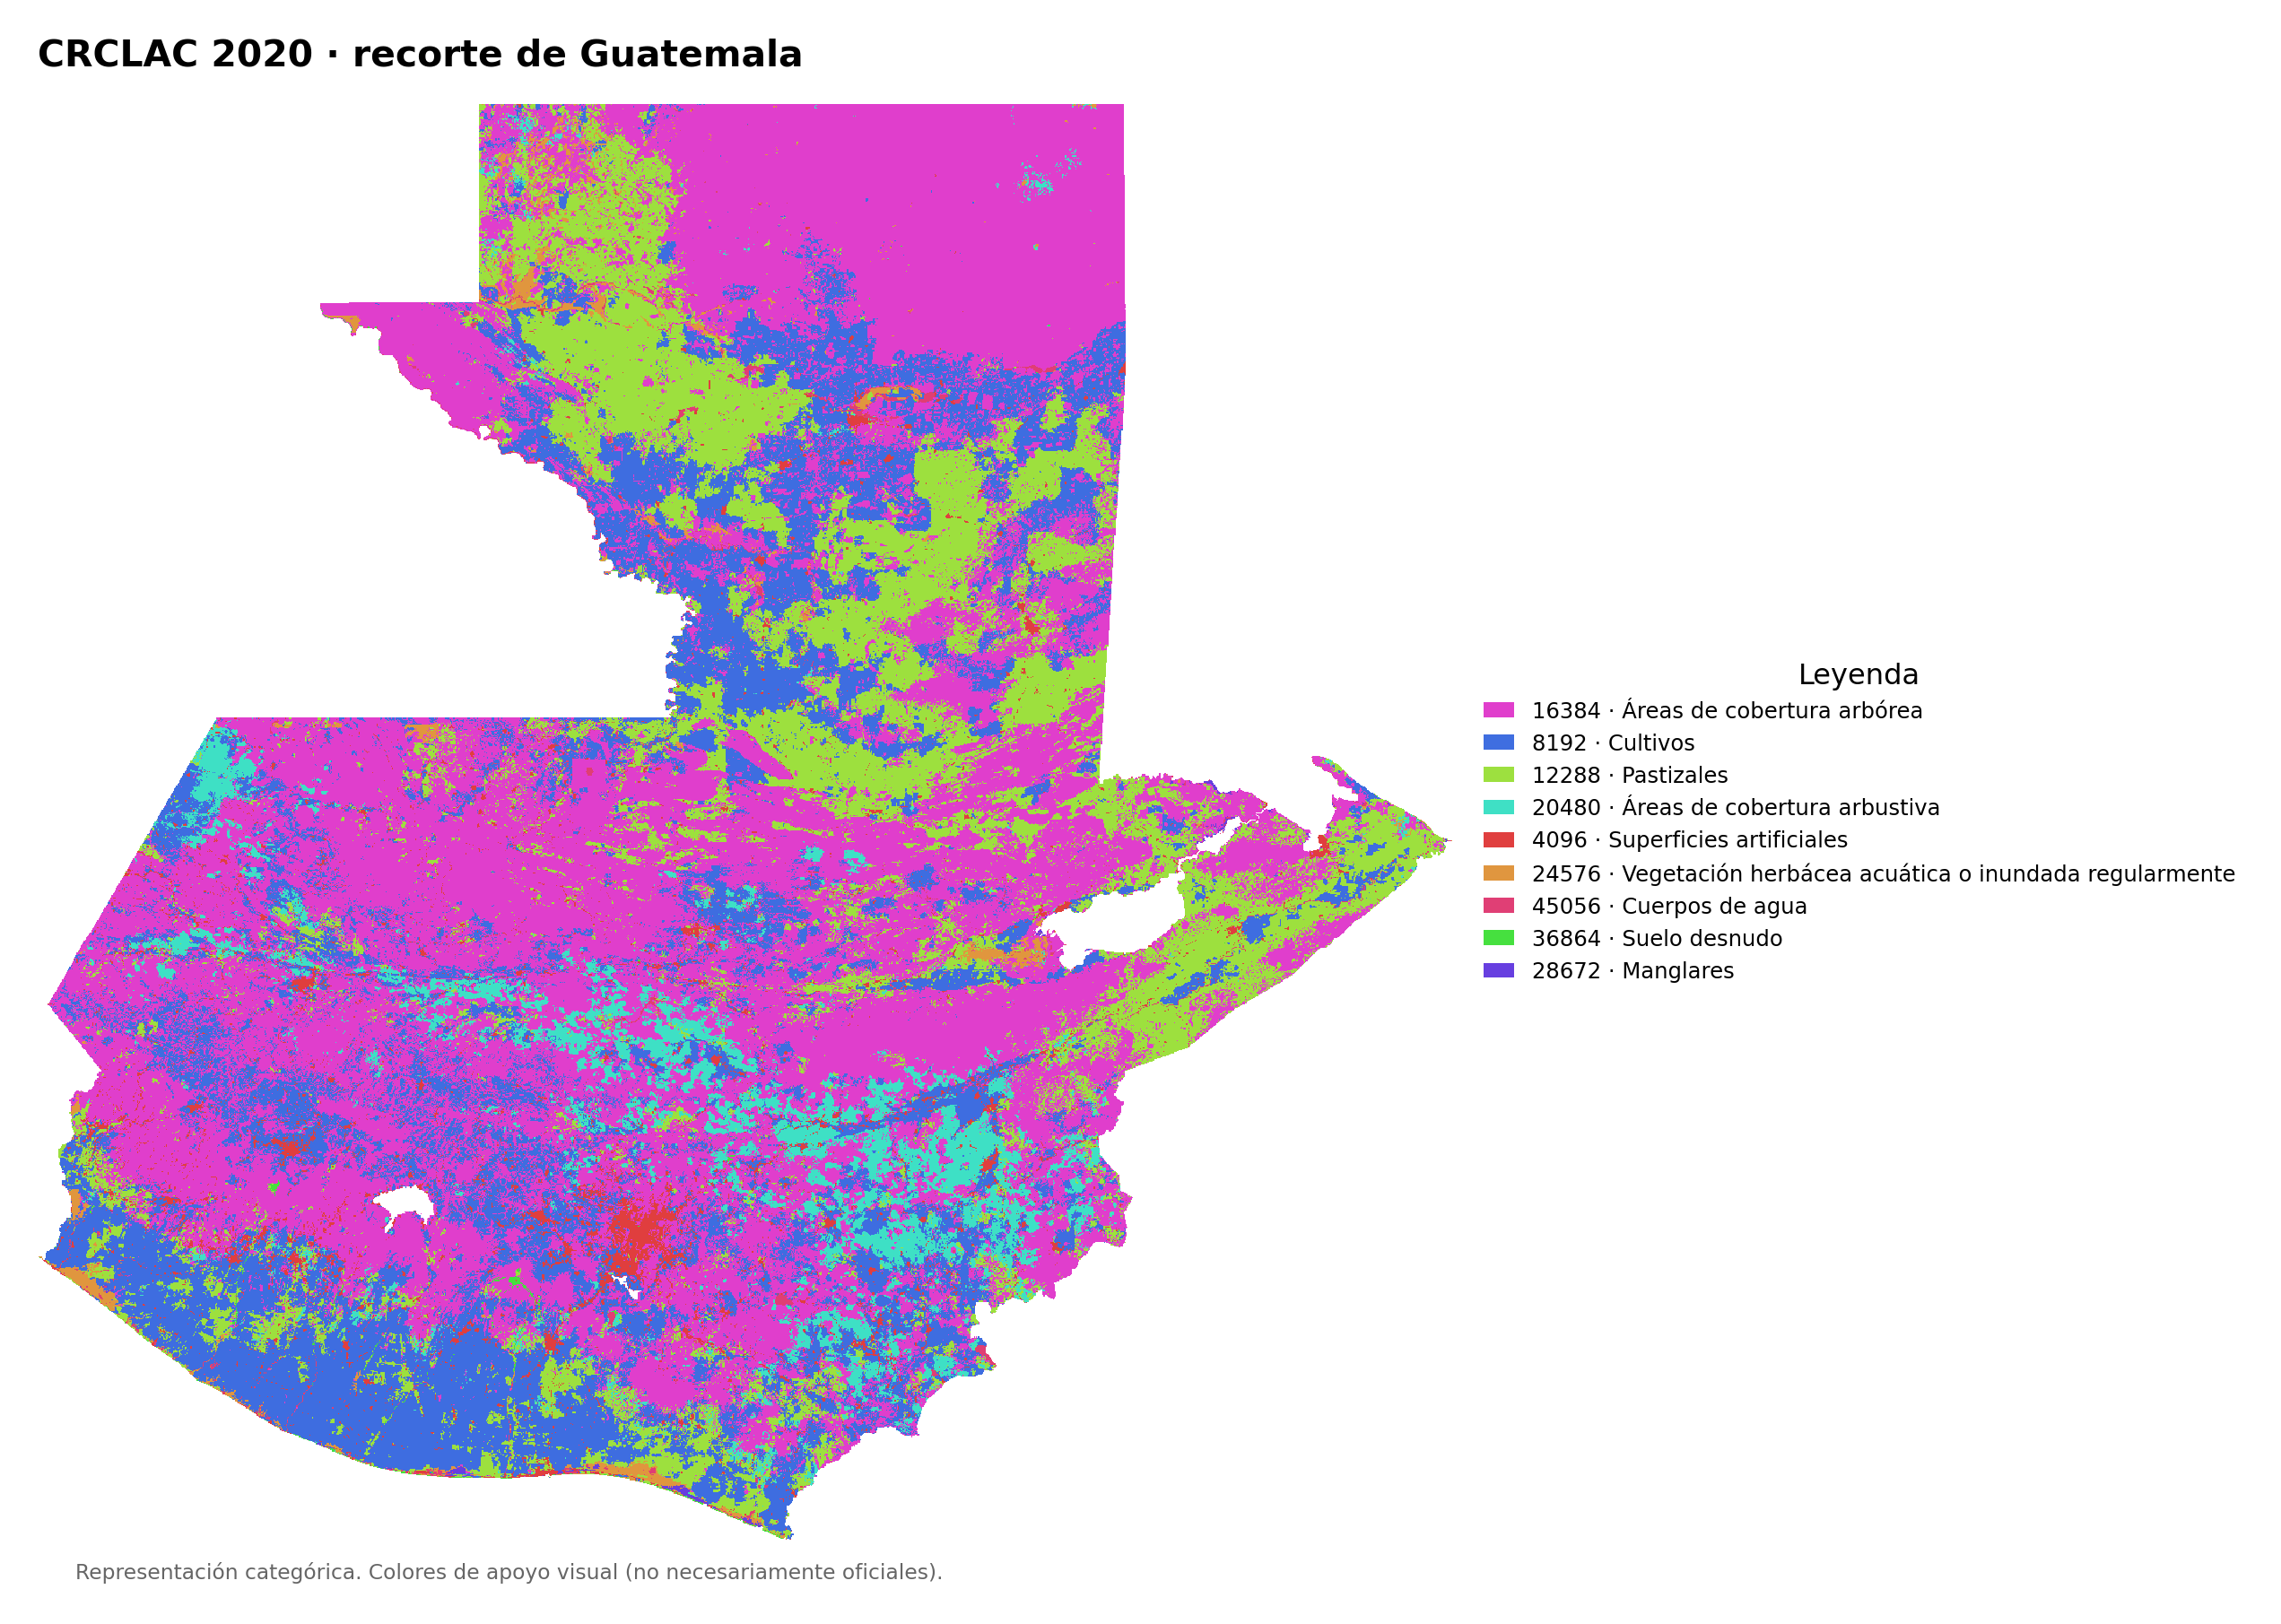 CRCLAC 2020 · recorte de Guatemala
Leyenda
16384 · Áreas de cobertura arbórea
8192 · Cultivos
12288 · Pastizales
20480 · Áreas de cobertura arbustiva
4096 · Superficies artificiales
24576 · Vegetación herbácea acuática o inundada regularmente
45056 · Cuerpos de agua
36864 · Suelo desnudo
28672 · Manglares
Representación categórica. Colores de apoyo visual (no necesariamente oficiales).